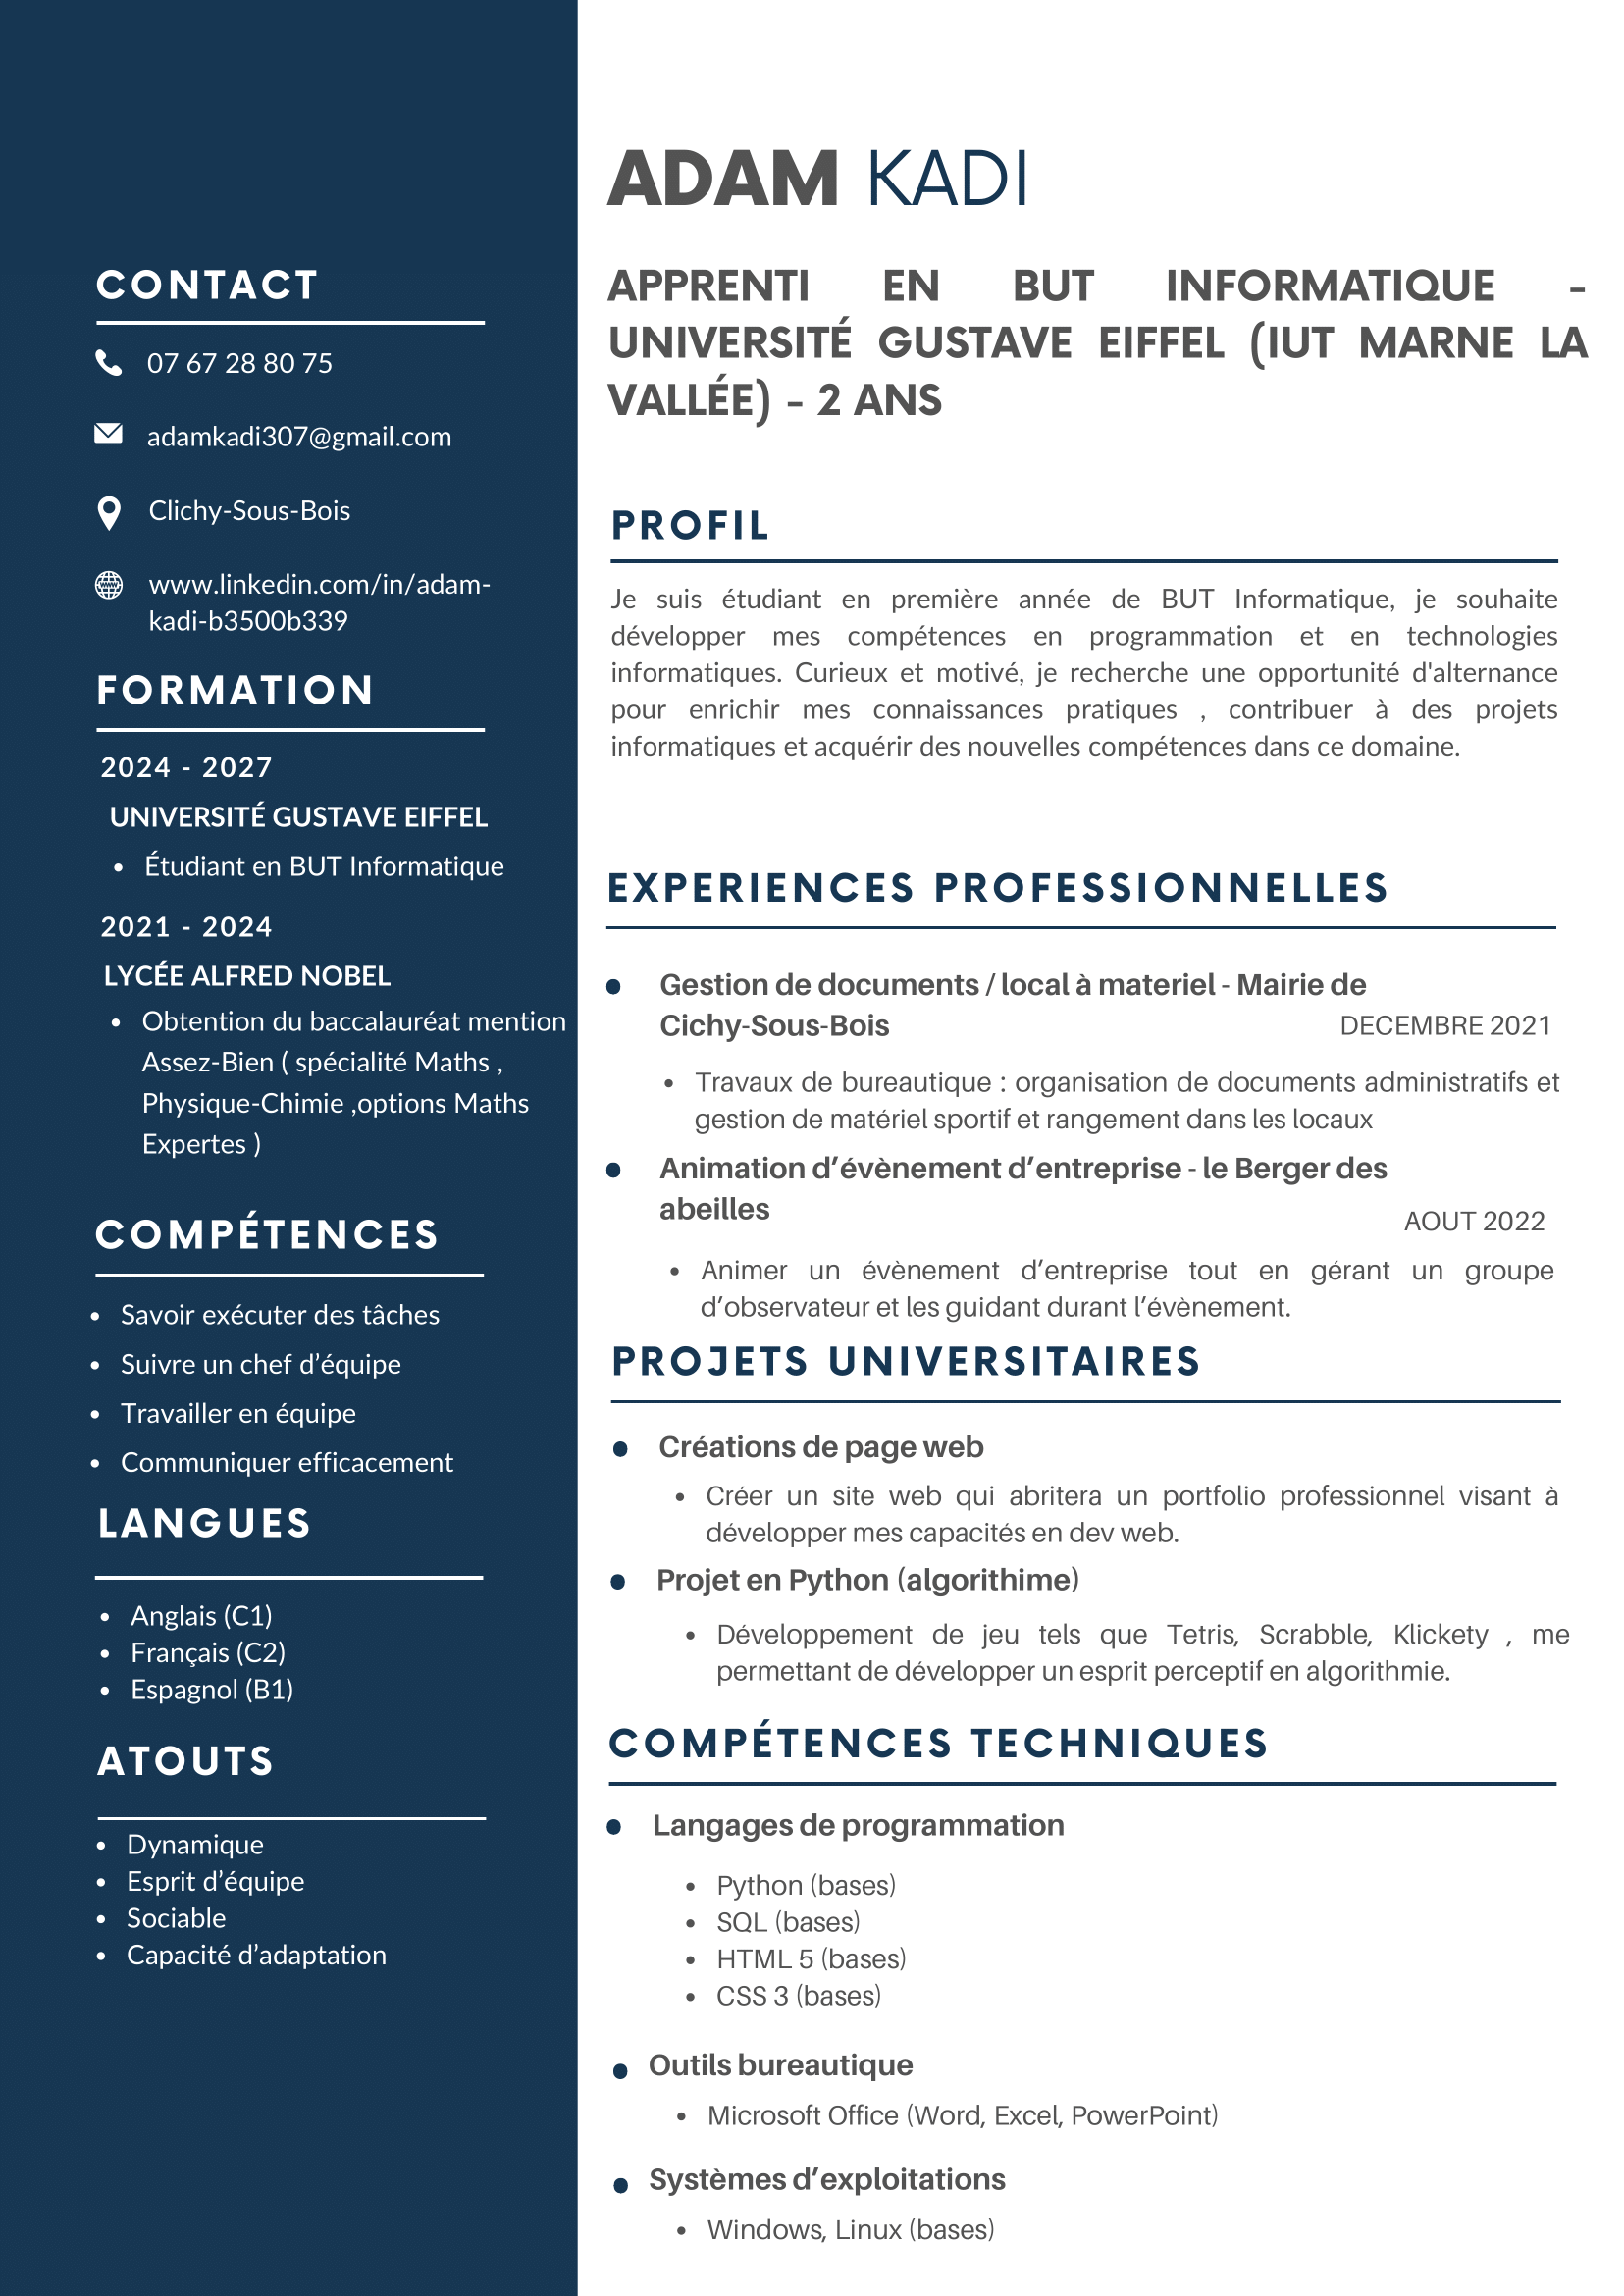 ADAM KADI
APPRENTI EN BUT INFORMATIQUE -
UNIVERSITÉ GUSTAVE EIFFEL (IUT MARNE LA
VALLÉE) - 2 ANS
CONTACT
07 67 28 80 75
adamkadi307@gmail.com
Clichy-Sous-Bois
www.linkedin.com/in/adam-
kadi-b3500b339
FORMATION
2024 - 2027
UNIVERSITÉ GUSTAVE EIFFEL
• Étudiant en BUT Informatique
2021 - 2024
LYCÉE ALFRED NOBEL
• Obtention du baccalauréat mention
Assez-Bien ( spécialité Maths ,
Physique-Chimie ,options Maths
Expertes )
COMPÉTENCES
• Savoir exécuter des tâches
• Suivre un chef d’équipe
• Travailler en équipe
• Communiquer efficacement
LANGUES
• Anglais (C1)
• Français (C2)
• Espagnol (B1)
ATOUTS
• Dynamique
• Esprit d’équipe
• Sociable
• Capacité d’adaptation
PROFIL
Je suis étudiant en première année de BUT Informatique, je souhaite
développer mes compétences en programmation et en technologies
informatiques. Curieux et motivé, je recherche une opportunité d'alternance
pour enrichir mes connaissances pratiques , contribuer à des projets
informatiques et acquérir des nouvelles compétences dans ce domaine.
EXPERIENCES PROFESSIONNELLES
• Gestion de documents / local à materiel - Mairie de
Cichy-Sous-Bois DECEMBRE 2021
• Travaux de bureautique : organisation de documents administratifs et
gestion de matériel sportif et rangement dans les locaux
• Animation d’évènement d’entreprise - le Berger des
abeilles AOUT 2022
• Animer un évènement d’entreprise tout en gérant un groupe
d’observateur et les guidant durant l’évènement.
PROJETS UNIVERSITAIRES
• Créations de page web
• Créer un site web qui abritera un portfolio professionnel visant à
développer mes capacités en dev web.
• Projet en Python (algorithime)
• Développement de jeu tels que Tetris, Scrabble, Klickety , me
permettant de développer un esprit perceptif en algorithmie.
COMPÉTENCES TECHNIQUES
• Langages de programmation
• Python (bases)
• SQL (bases)
• HTML 5 (bases)
• CSS 3 (bases)
• Outils bureautique
• Microsoft Office (Word, Excel, PowerPoint)
• Systèmes d’exploitations
• Windows, Linux (bases)